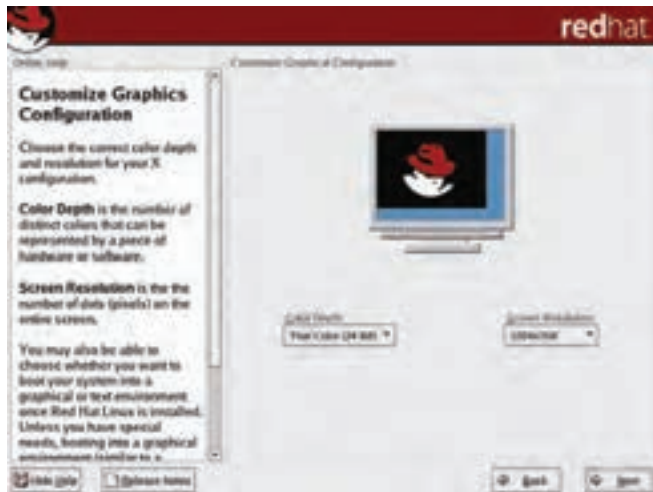 redhat
Online Help
Customize Graphical Configuration
Customize Graphics
Configuration
Choose the correct color depth
and resolution for your X
configuration.
Color Depth is the number of
distinct colors that can be
represented by a piece of
hardware or software.
Screen Resolution is the the
number of dots (pixels) on the
entire screen.
You may also be able to
choose whether you want to
boot your system into a
graphical or text environment
once Red Hat Linux is installed.
Unless you have special
needs, booting into a graphical
environment (similar to a
Color Depth
True Color (24 Bit)
Screen Resolution
1024x768
Hide Help
Release Notes
Back
Next